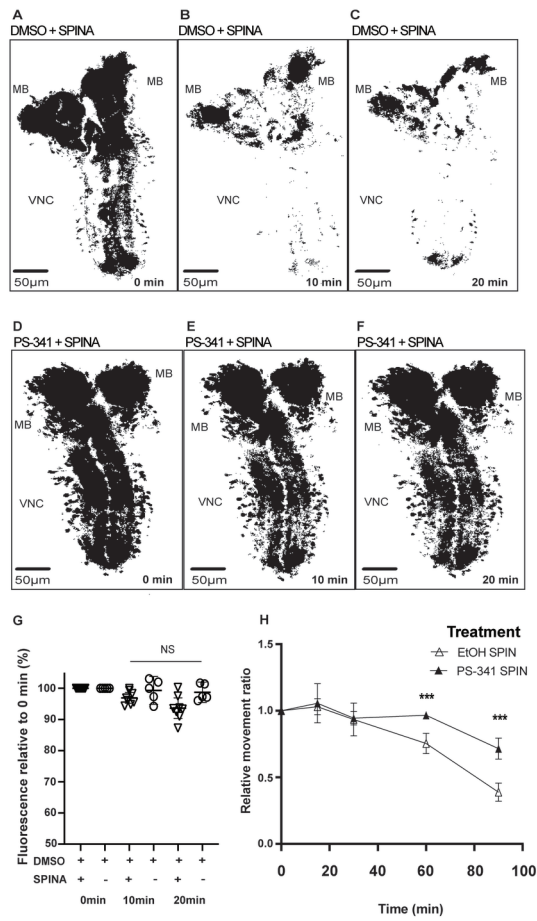 A
DMSO + SPINA
MB
MB
VNC
50µm
0 min
B
DMSO + SPINA
MB
MB
VNC
50µm
10 min
C
DMSO + SPINA
MB
MB
VNC
50µm
20 min
D
PS-341 + SPINA
MB
MB
VNC
50µm
0 min
E
PS-341 + SPINA
MB
MB
VNC
50µm
10 min
F
PS-341 + SPINA
MB
MB
VNC
50µm
20 min
G
Fluorescence relative to 0 min (%)
NS
100
90
80
70
60
50
DMSO + + + + + +
SPINA + - + - + -
0min 10min 20min
H
Treatment
EtOH SPIN
PS-341 SPIN
Relative movement ratio
1.5
1.0
0.5
0.0
***
***
0 20 40 60 80 100
Time (min)